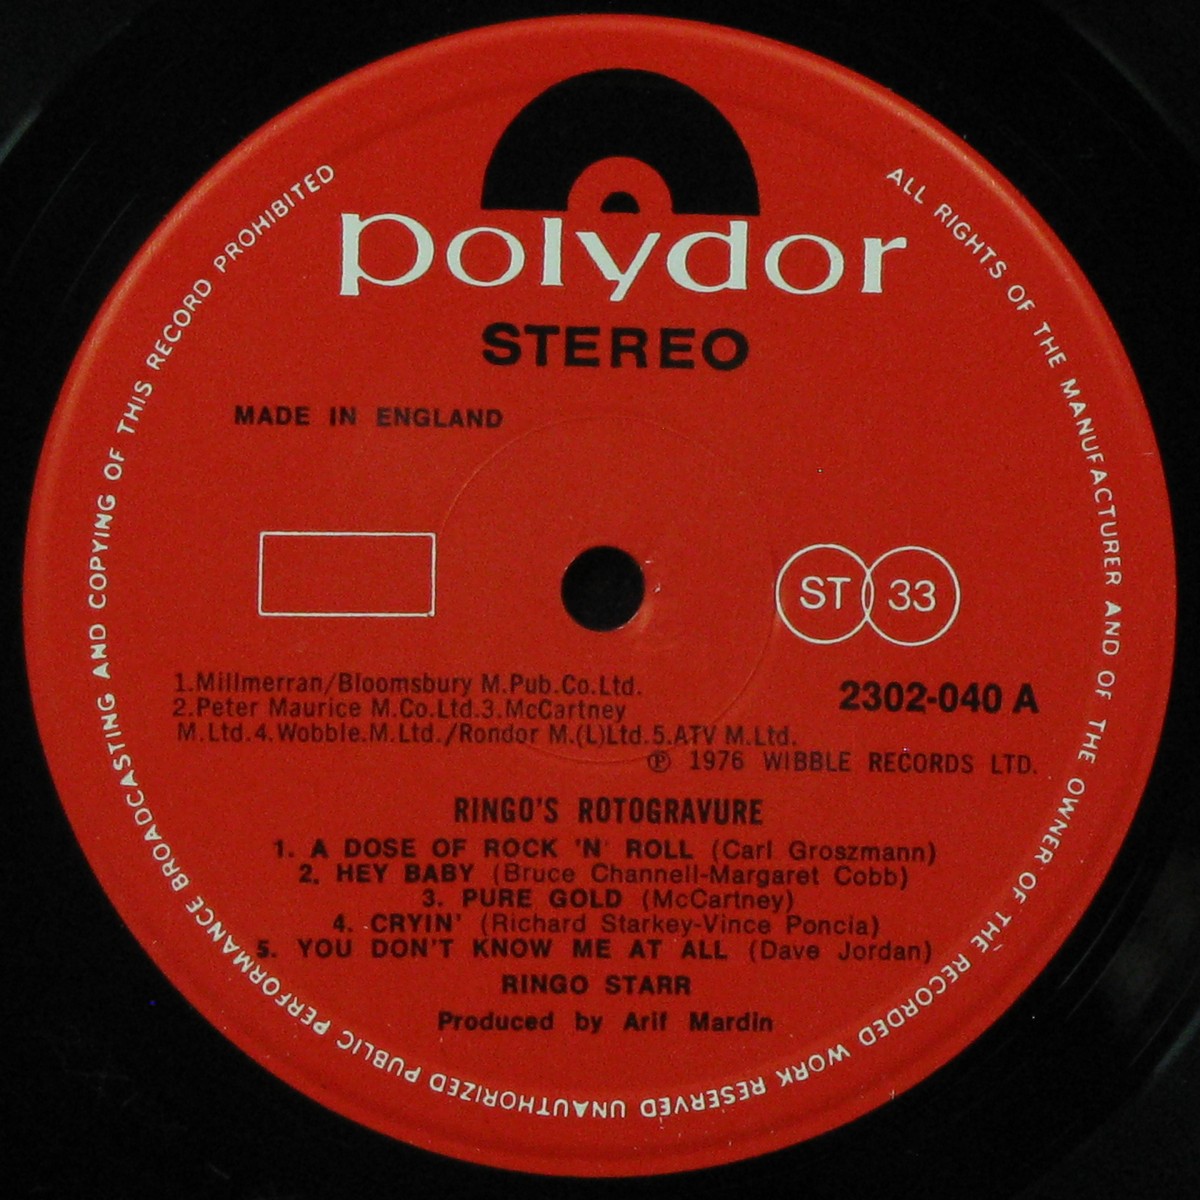 polydor
STEREO
MADE IN ENGLAND
ST 33
1.Millmerran/Bloomsbury M.Pub.Co.Ltd.
2.Peter Maurice M.Co.Ltd.3.McCartney
M.Ltd.4.Wobble.M.Ltd./Rondor M.(L)Ltd.5.ATV M.Ltd.
2302-040 A
℗ 1976 WIBBLE RECORDS LTD.
RINGO'S ROTOGRAVURE
1. A DOSE OF ROCK 'N' ROLL (Carl Groszmann)
2. HEY BABY (Bruce Channell-Margaret Cobb)
3. PURE GOLD (McCartney)
4. CRYIN' (Richard Starkey-Vince Poncia)
5. YOU DON'T KNOW ME AT ALL (Dave Jordan)
RINGO STARR
Produced by Arif Mardin
ALL RIGHTS OF THE MANUFACTURER AND OF THE OWNER OF THE RECORDED WORK RESERVED UNAUTHORIZED PUBLIC PERFORMANCE BROADCASTING AND COPYING OF THIS RECORD PROHIBITED